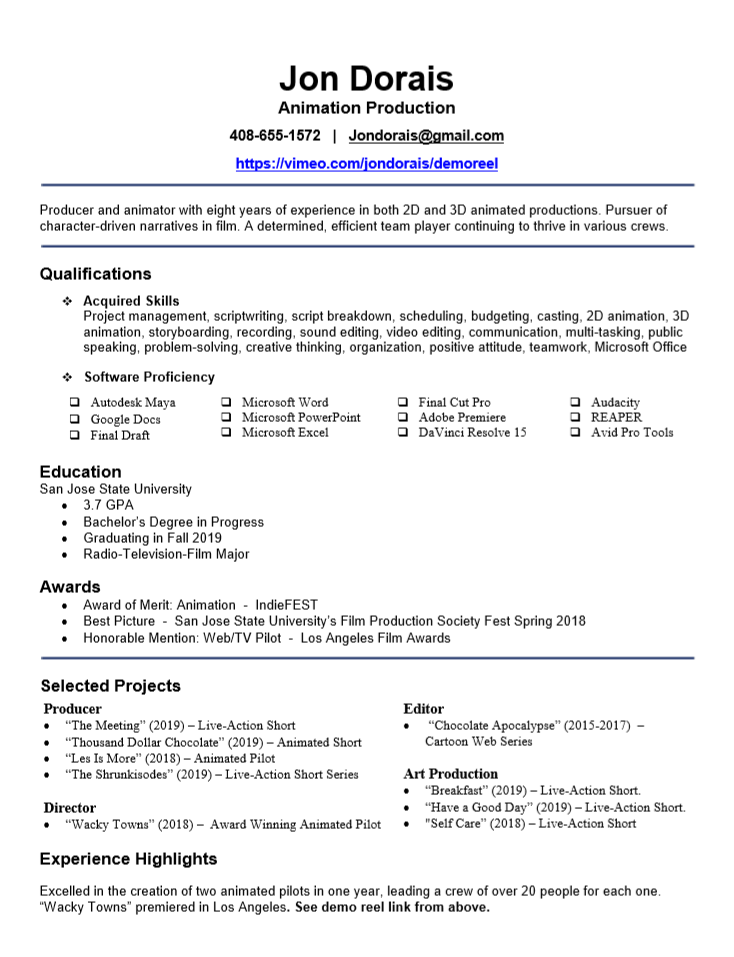 Jon Dorais
Animation Production
408-655-1572 | Jondorais@gmail.com
https://vimeo.com/jondorais/demoreel
Producer and animator with eight years of experience in both 2D and 3D animated productions. Pursuer of
character-driven narratives in film. A determined, efficient team player continuing to thrive in various crews.
Qualifications
❖ Acquired Skills
Project management, scriptwriting, script breakdown, scheduling, budgeting, casting, 2D animation, 3D
animation, storyboarding, recording, sound editing, video editing, communication, multi-tasking, public
speaking, problem-solving, creative thinking, organization, positive attitude, teamwork, Microsoft Office
❖ Software Proficiency
❑ Autodesk Maya
❑ Google Docs
❑ Final Draft
❑ Microsoft Word
❑ Microsoft PowerPoint
❑ Microsoft Excel
❑ Final Cut Pro
❑ Adobe Premiere
❑ DaVinci Resolve 15
❑ Audacity
❑ REAPER
❑ Avid Pro Tools
Education
San Jose State University
• 3.7 GPA
• Bachelor's Degree in Progress
• Graduating in Fall 2019
• Radio-Television-Film Major
Awards
• Award of Merit: Animation - IndieFEST
• Best Picture - San Jose State University's Film Production Society Fest Spring 2018
• Honorable Mention: Web/TV Pilot - Los Angeles Film Awards
Selected Projects
Producer
• “The Meeting” (2019) – Live-Action Short
• “Thousand Dollar Chocolate” (2019) – Animated Short
• “Les Is More” (2018) – Animated Pilot
• “The Shrunkisodes” (2019) – Live-Action Short Series
Director
• “Wacky Towns” (2018) – Award Winning Animated Pilot
Editor
• “Chocolate Apocalypse” (2015-2017) –
Cartoon Web Series
Art Production
• “Breakfast” (2019) – Live-Action Short.
• “Have a Good Day” (2019) – Live-Action Short.
• "Self Care” (2018) – Live-Action Short
Experience Highlights
Excelled in the creation of two animated pilots in one year, leading a crew of over 20 people for each one.
“Wacky Towns” premiered in Los Angeles. See demo reel link from above.